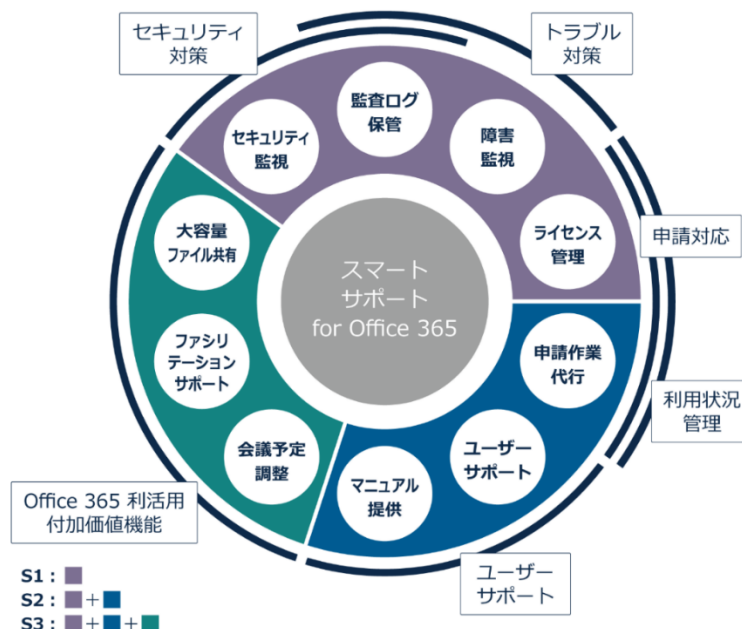 セキュリティ
対策
トラブル
対策
監査ログ
保管
セキュリティ
監視
障害
監視
大容量
ファイル共有
ライセンス
管理
申請対応
スマート
サポート
for Office 365
ファシリ
テーション
サポート
申請作業
代行
利用状況
管理
会議予定
調整
ユーザー
サポート
マニュアル
提供
Office 365 利活用
付加価値機能
ユーザー
サポート
S1 :
S2 : +
S3 : + +